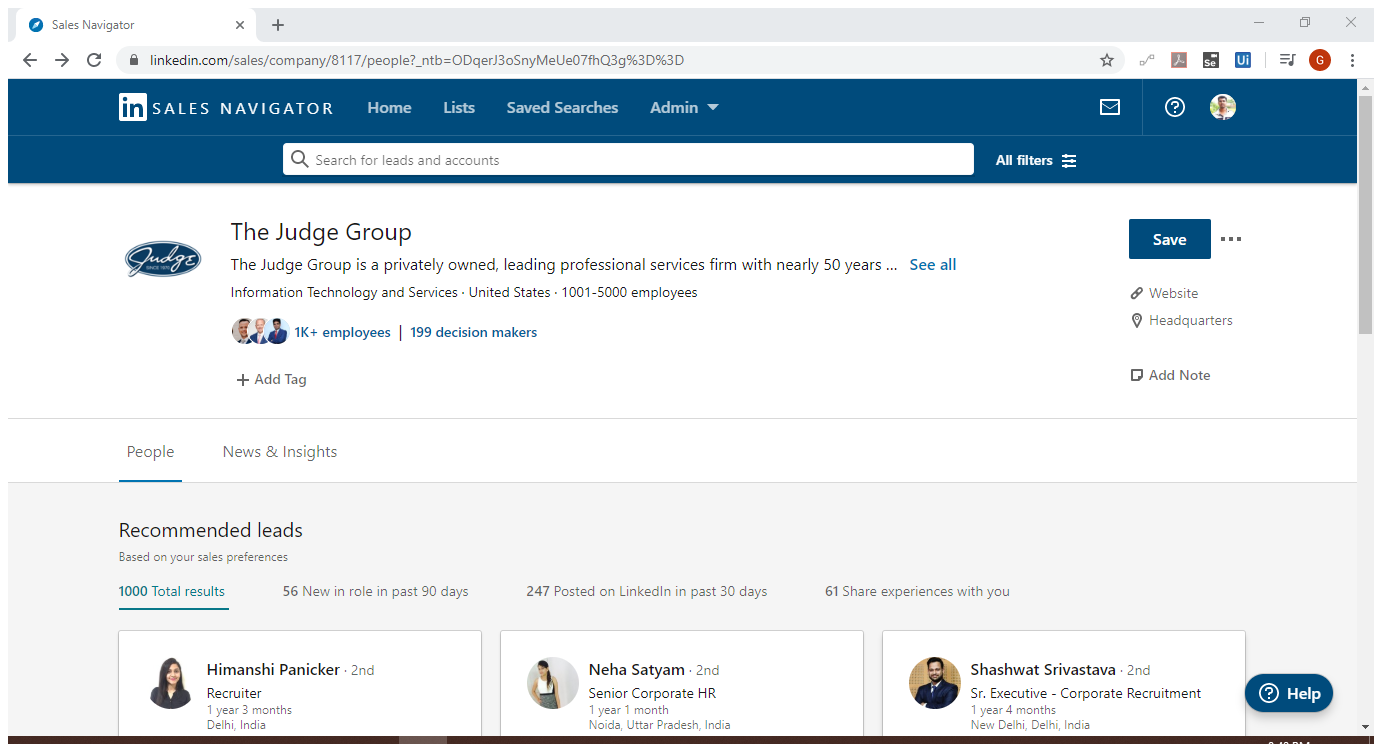 Sales Navigator
linkedin.com/sales/company/8117/people?_ntb=ODqerJ3oSnyMeUe07fhQ3g%3D%3D
Se
Ui
G
in SALES NAVIGATOR Home Lists Saved Searches Admin
Search for leads and accounts All filters
Judge
SINCE 1970
The Judge Group
Save
The Judge Group is a privately owned, leading professional services firm with nearly 50 years ... See all
Information Technology and Services · United States · 1001-5000 employees
Website
Headquarters
1K+ employees | 199 decision makers
+ Add Tag
Add Note
People News & Insights
Recommended leads
Based on your sales preferences
1000 Total results 56 New in role in past 90 days 247 Posted on LinkedIn in past 30 days 61 Share experiences with you
Himanshi Panicker · 2nd
Recruiter
1 year 3 months
Delhi, India
Neha Satyam · 2nd
Senior Corporate HR
1 year 1 month
Noida, Uttar Pradesh, India
Shashwat Srivastava · 2nd
Sr. Executive - Corporate Recruitment
1 year 4 months
New Delhi, Delhi, India
Help